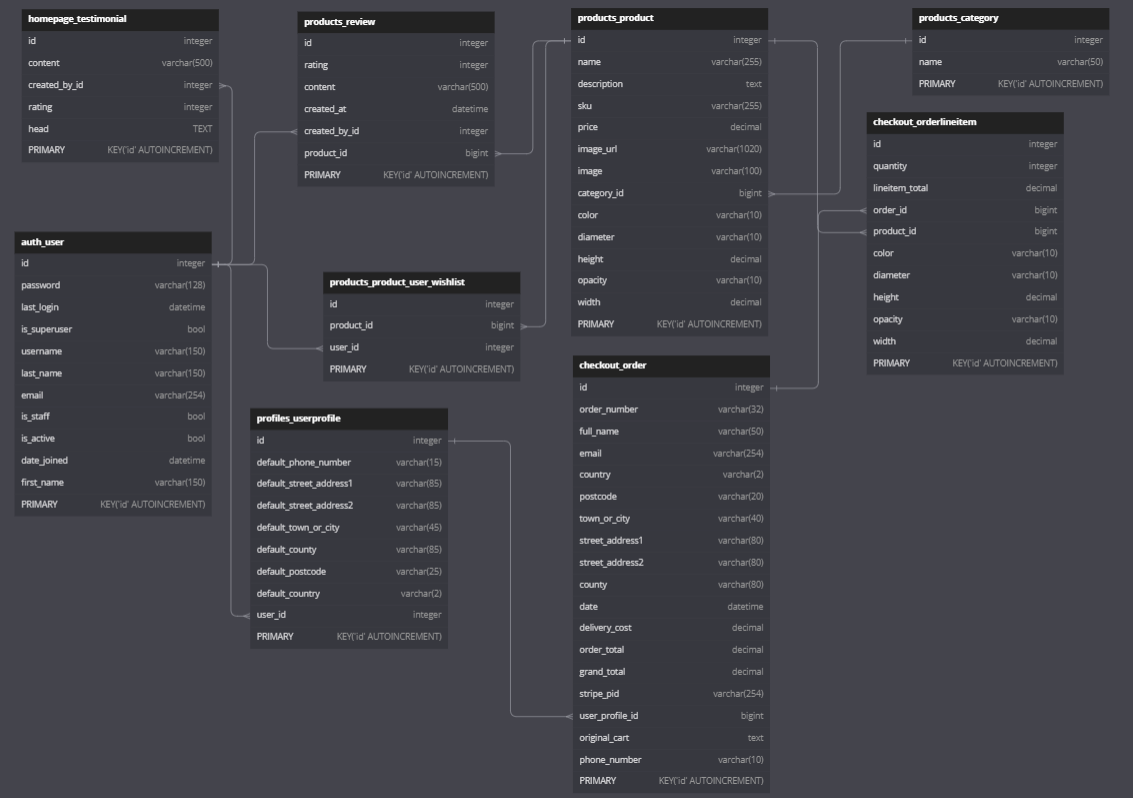 homepage_testimonial
id integer
content varchar(500)
created_by_id integer
rating integer
head TEXT
PRIMARY KEY('id' AUTOINCREMENT)
products_review
id integer
rating integer
content varchar(500)
created_at datetime
created_by_id integer
product_id bigint
PRIMARY KEY('id' AUTOINCREMENT)
products_product
id integer
name varchar(255)
description text
sku varchar(255)
price decimal
image_url varchar(1020)
image varchar(100)
category_id bigint
color varchar(10)
diameter varchar(10)
height decimal
opacity varchar(10)
width decimal
PRIMARY KEY('id' AUTOINCREMENT)
products_category
id integer
name varchar(50)
PRIMARY KEY('id' AUTOINCREMENT)
checkout_orderlineitem
id integer
quantity integer
lineitem_total decimal
order_id bigint
product_id bigint
color varchar(10)
diameter varchar(10)
height decimal
opacity varchar(10)
width decimal
PRIMARY KEY('id' AUTOINCREMENT)
auth_user
id integer
password varchar(128)
last_login datetime
is_superuser bool
username varchar(150)
last_name varchar(150)
email varchar(254)
is_staff bool
is_active bool
date_joined datetime
first_name varchar(150)
PRIMARY KEY('id' AUTOINCREMENT)
products_product_user_wishlist
id integer
product_id bigint
user_id integer
PRIMARY KEY('id' AUTOINCREMENT)
profiles_userprofile
id integer
default_phone_number varchar(15)
default_street_address1 varchar(85)
default_street_address2 varchar(85)
default_town_or_city varchar(45)
default_county varchar(85)
default_postcode varchar(25)
default_country varchar(2)
user_id integer
PRIMARY KEY('id' AUTOINCREMENT)
checkout_order
id integer
order_number varchar(32)
full_name varchar(50)
email varchar(254)
country varchar(2)
postcode varchar(20)
town_or_city varchar(40)
street_address1 varchar(80)
street_address2 varchar(80)
county varchar(80)
date datetime
delivery_cost decimal
order_total decimal
grand_total decimal
stripe_pid varchar(254)
user_profile_id bigint
original_cart text
phone_number varchar(10)
PRIMARY KEY('id' AUTOINCREMENT)